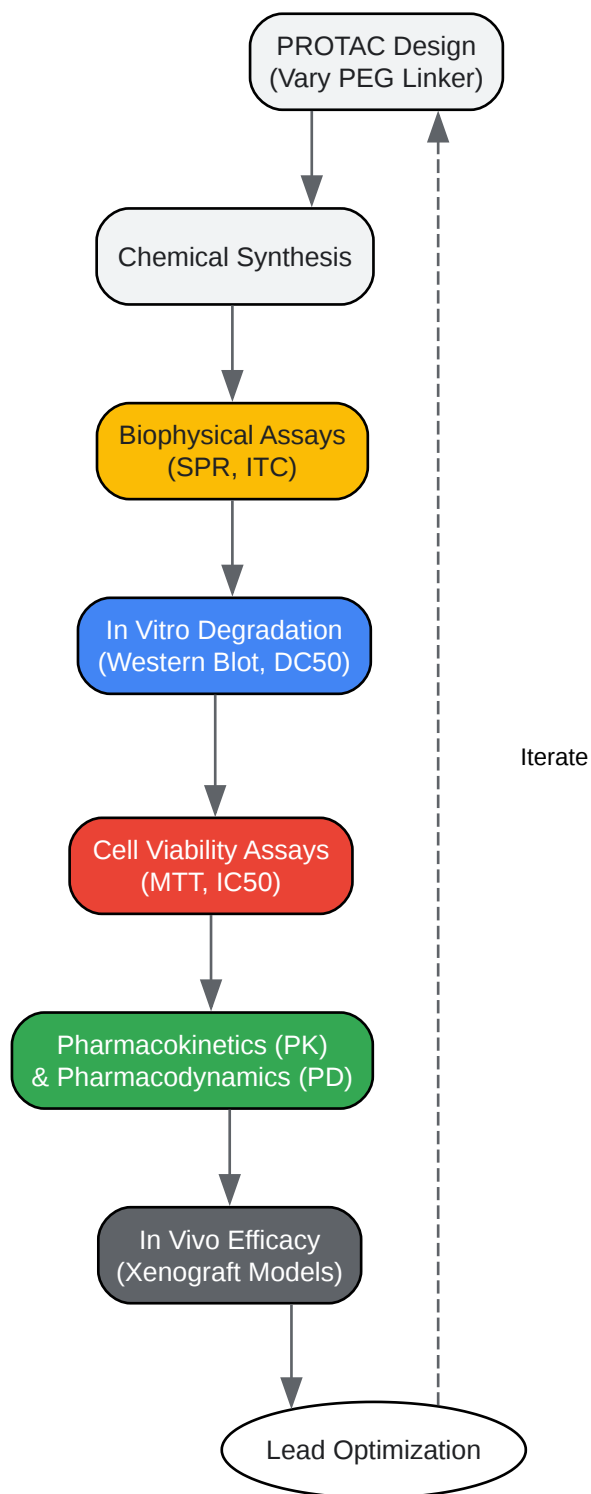 PROTAC Design
(Vary PEG Linker)
Chemical Synthesis
Biophysical Assays
(SPR, ITC)
In Vitro Degradation
(Western Blot, DC50)
Iterate
Cell Viability Assays
(MTT, IC50)
Pharmacokinetics (PK)
& Pharmacodynamics (PD)
In Vivo Efficacy
(Xenograft Models)
Lead Optimization